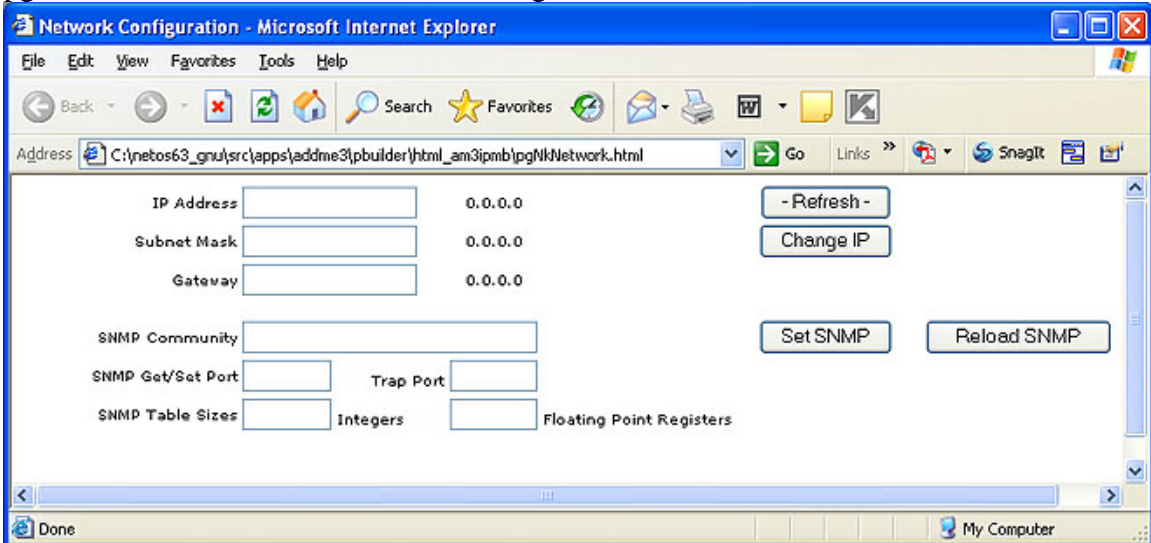 Network Configuration - Microsoft Internet Explorer
File Edit View Favorites Tools Help
Back Search Favorites
Address C:\netos63_gnu\src\apps\addme3\pbuilder\html_am3ipmb\pgNkNetwork.html Go Links » SnagIt
IP Address 0.0.0.0 - Refresh -
Subnet Mask 0.0.0.0 Change IP
Gateway 0.0.0.0
SNMP Community Set SNMP Reload SNMP
SNMP Get/Set Port Trap Port
SNMP Table Sizes Integers Floating Point Registers
Done My Computer